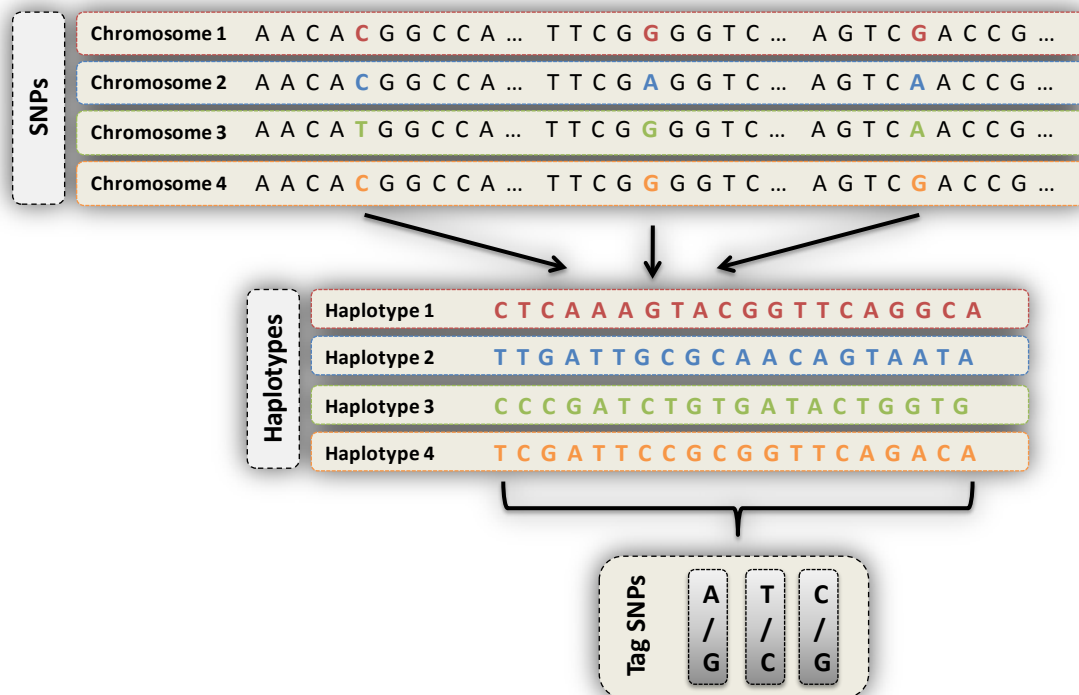 SNPs
Chromosome 1 A A C A C G G C C A ... T T C G G G G T C ... A G T C G A C C G ...
Chromosome 2 A A C A C G G C C A ... T T C G A G G T C ... A G T C A A C C G ...
Chromosome 3 A A C A T G G C C A ... T T C G G G G T C ... A G T C A A C C G ...
Chromosome 4 A A C A C G G C C A ... T T C G G G G T C ... A G T C G A C C G ...
Haplotypes
Haplotype 1 C T C A A A G T A C G G T T C A G G C A
Haplotype 2 T T G A T T G C G C A A C A G T A A T A
Haplotype 3 C C C G A T C T G T G A T A C T G G T G
Haplotype 4 T C G A T T C C G C G G T T C A G A C A
Tag SNPs
A/G
T/C
C/G